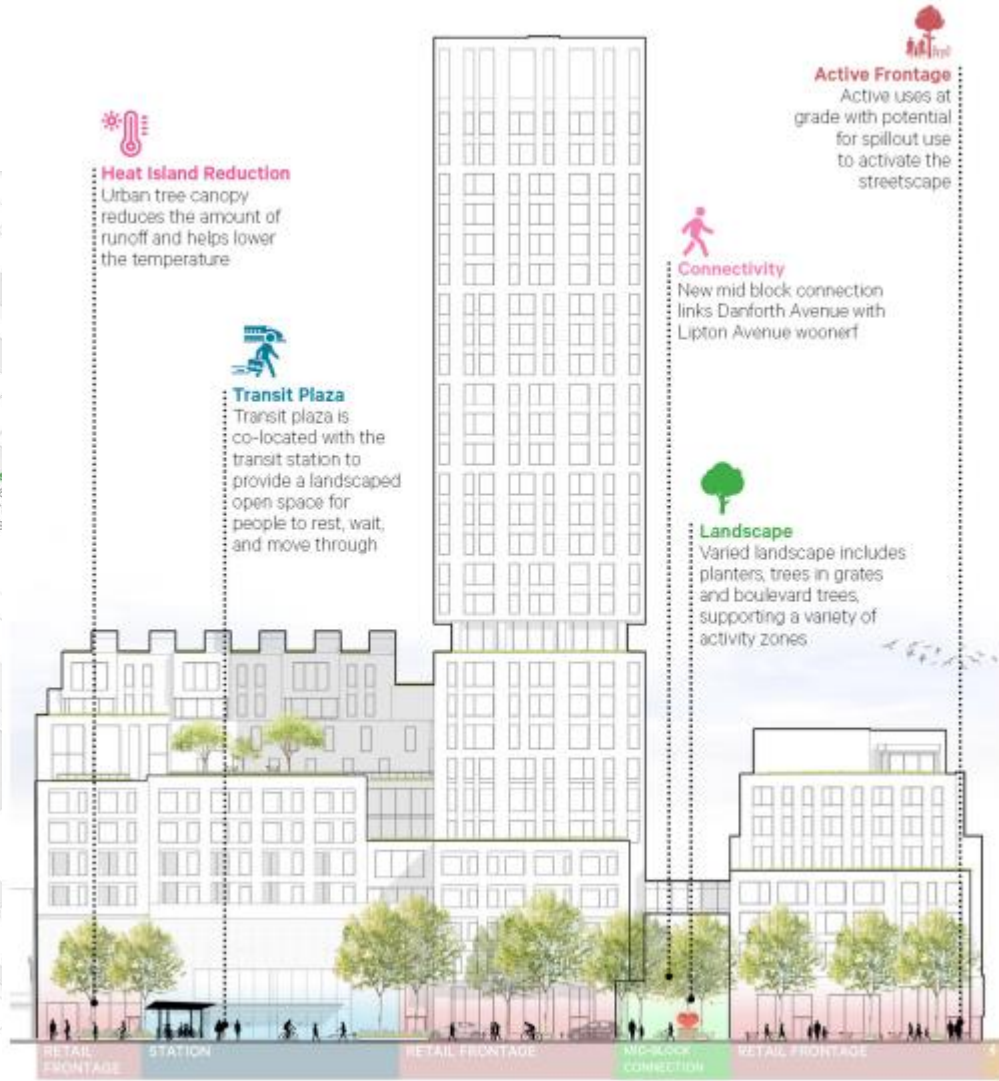 Active Frontage
Active uses at
grade with potential
for spillout use
to activate the
streetscape
Heat Island Reduction
Urban tree canopy
reduces the amount of
runoff and helps lower
the temperature
Connectivity
New mid block connection
links Danforth Avenue with
Lipton Avenue woonerf
Transit Plaza
Transit plaza is
co-located with the
transit station to
provide a landscaped
open space for
people to rest, wait,
and move through
Landscape
Varied landscape includes
planters, trees in grates
and boulevard trees,
supporting a variety of
activity zones
RETAIL
FRONTAGE
STATION
RETAIL FRONTAGE
MID-BLOCK
CONNECTION
RETAIL FRONTAGE